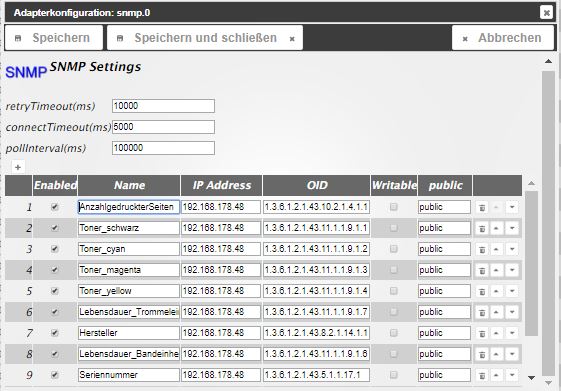 Adapterkonfiguration: snmp.0
Speichern Speichern und schließen Abbrechen
SNMP SNMP Settings
retryTimeout(ms) 10000
connectTimeout(ms) 5000
pollInterval(ms) 100000
+
Enabled Name IP Address OID Writable public
1 AnzahlgedruckterSeiten 192.168.178.48 1.3.6.1.2.1.43.10.2.1.4.1.1 public
2 Toner_schwarz 192.168.178.48 1.3.6.1.2.1.43.11.1.1.9.1.1 public
3 Toner_cyan 192.168.178.48 1.3.6.1.2.1.43.11.1.1.9.1.2 public
4 Toner_magenta 192.168.178.48 1.3.6.1.2.1.43.11.1.1.9.1.3 public
5 Toner_yellow 192.168.178.48 1.3.6.1.2.1.43.11.1.1.9.1.4 public
6 Lebensdauer_Trommelein 192.168.178.48 1.3.6.1.2.1.43.11.1.1.9.1.7 public
7 Hersteller 192.168.178.48 1.3.6.1.2.1.43.8.2.1.14.1.1 public
8 Lebensdauer_Bandeinhe 192.168.178.48 1.3.6.1.2.1.43.11.1.1.9.1.6 public
9 Seriennummer 192.168.178.48 1.3.6.1.2.1.43.5.1.1.17.1 public